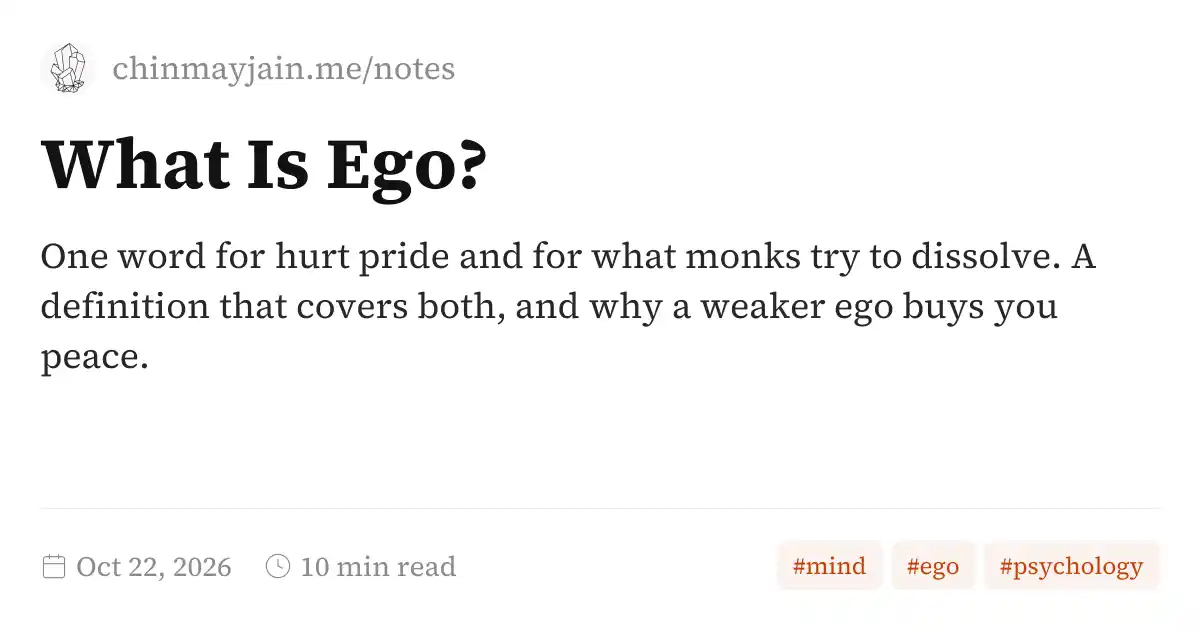 chinmayjain.me/notes
What Is Ego?
One word for hurt pride and for what monks try to dissolve. A
definition that covers both, and why a weaker ego buys you
peace.
Oct 22, 2026 10 min read #mind #ego #psychology